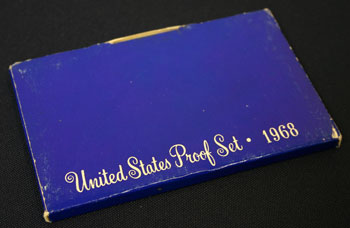 United States Proof Set · 1968